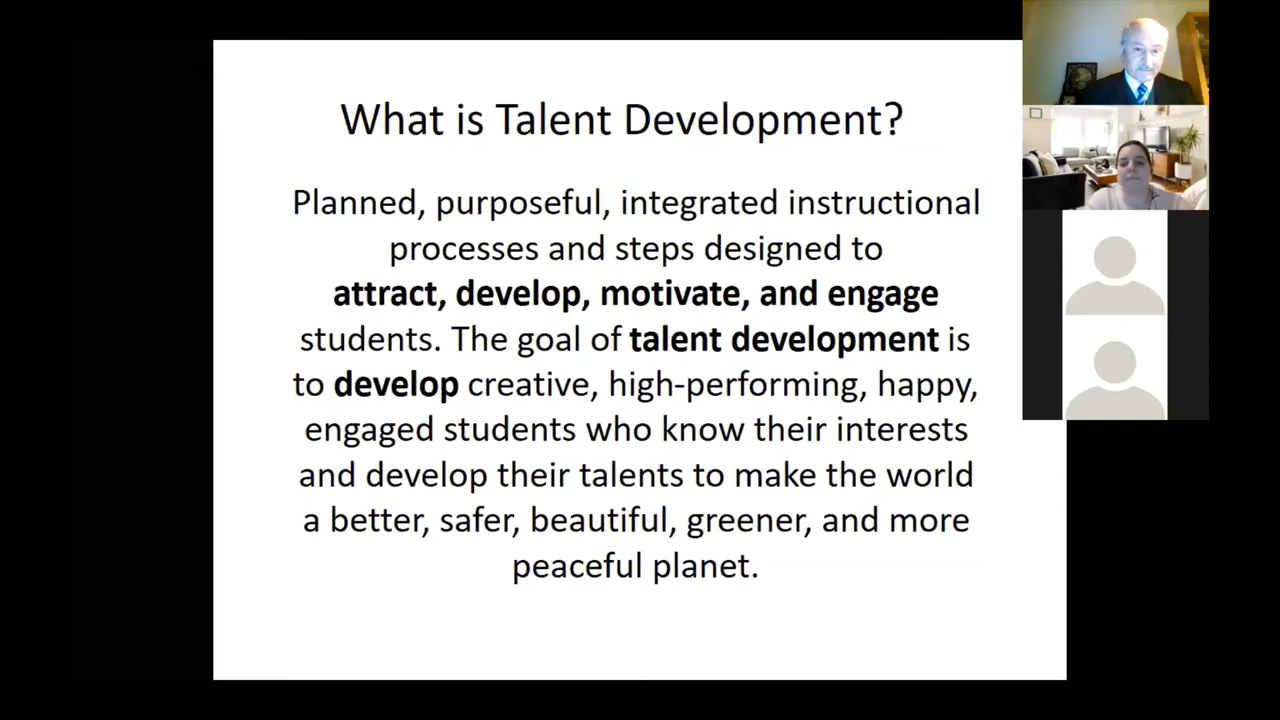 What is Talent Development?
Planned, purposeful, integrated instructional
processes and steps designed to
attract, develop, motivate, and engage
students. The goal of talent development is
to develop creative, high-performing, happy,
engaged students who know their interests
and develop their talents to make the world
a better, safer, beautiful, greener, and more
peaceful planet.